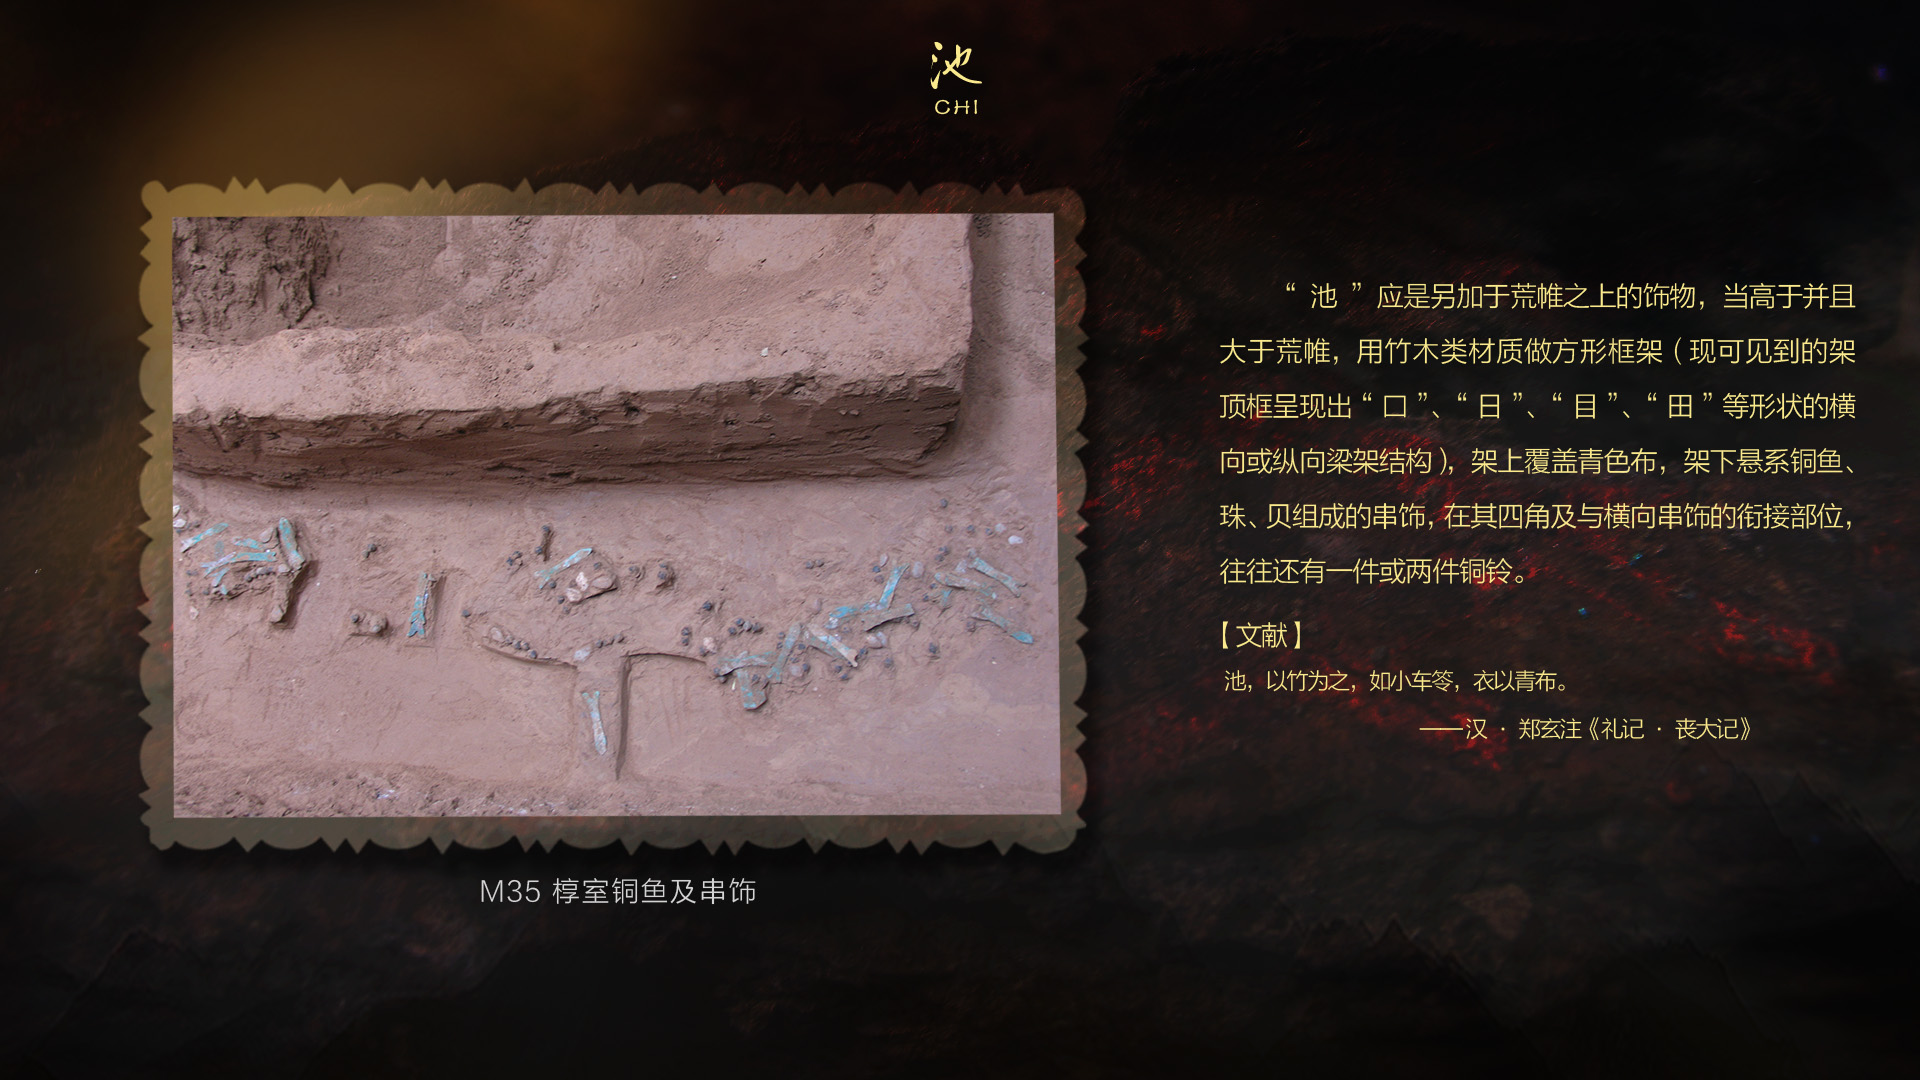 池
CHI
“池”应是另加于荒帷之上的饰物，当高于并且
大于荒帷，用竹木类材质做方形框架（现可见到的架
顶框呈现出“口”、“日”、“目”、“田”等形状的横
向或纵向梁架结构），架上覆盖青色布，架下悬系铜鱼、
珠、贝组成的串饰，在其四角及与横向串饰的衔接部位，
往往还有一件或两件铜铃。
【文献】
池，以竹为之，如小车笭，衣以青布。
——汉·郑玄注《礼记·丧大记》
M35 椁室铜鱼及串饰